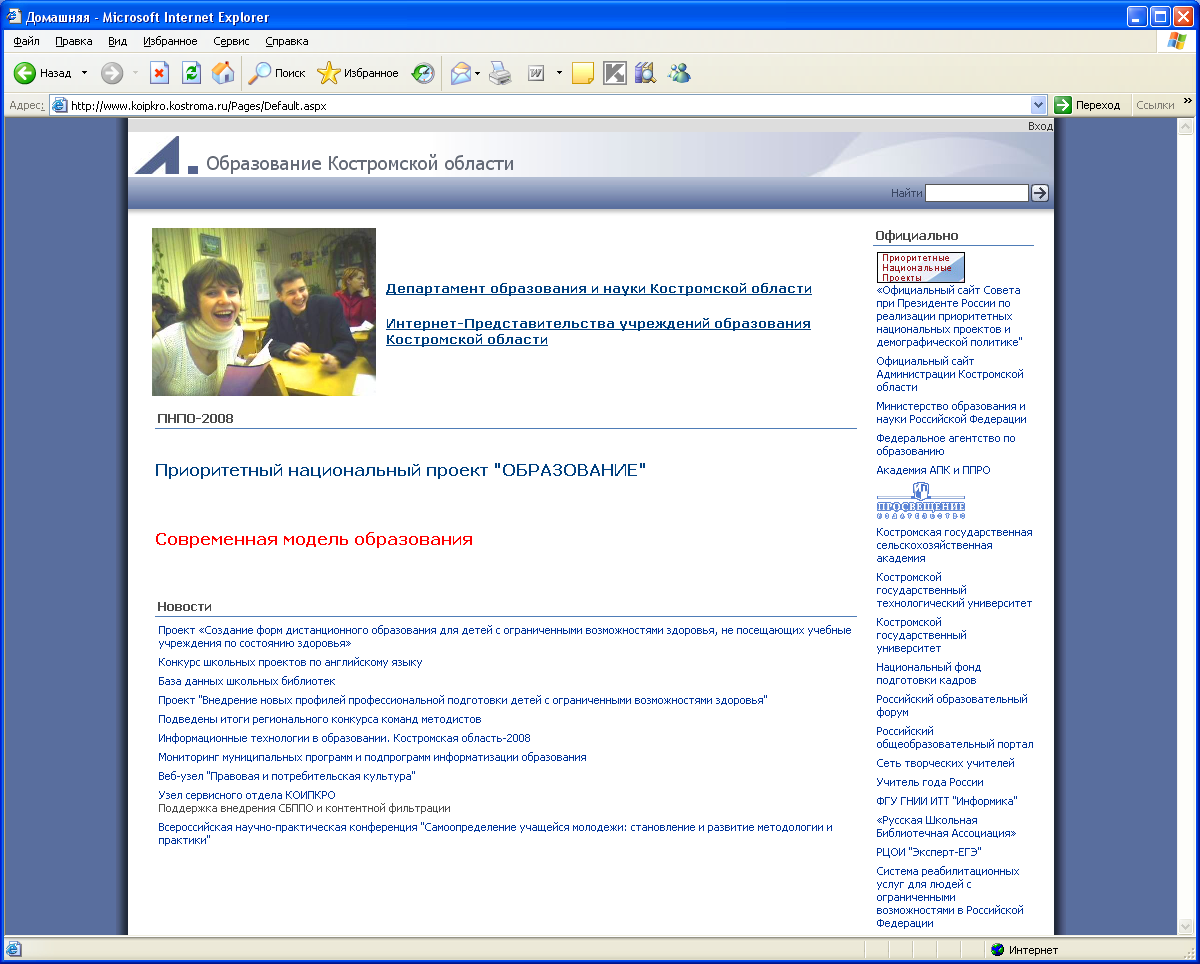 Домашняя - Microsoft Internet Explorer
Файл Правка Вид Избранное Сервис Справка
Назад Поиск Избранное
Адрес: http://www.koipkro.kostroma.ru/Pages/Default.aspx Переход Ссылки »
Вход
Образование Костромской области
Найти
Департамент образования и науки Костромской области
Интернет-Представительства учреждений образования
Костромской области
ПНПО-2008
Приоритетный национальный проект "ОБРАЗОВАНИЕ"
Современная модель образования
Новости
Проект «Создание форм дистанционного образования для детей с ограниченными возможностями здоровья, не посещающих учебные
учреждения по состоянию здоровья»
Конкурс школьных проектов по английскому языку
База данных школьных библиотек
Проект "Внедрение новых профилей профессиональной подготовки детей с ограниченными возможностями здоровья"
Подведены итоги регионального конкурса команд методистов
Информационные технологии в образовании. Костромская область-2008
Мониторинг муниципальных программ и подпрограмм информатизации образования
Веб-узел "Правовая и потребительская культура"
Узел сервисного отдела КОИПКРО
Поддержка внедрения СБППО и контентной фильтрации
Всероссийская научно-практическая конференция "Самоопределение учащейся молодежи: становление и развитие методологии и
практики"
Официально
Приоритетные
Национальные
Проекты
«Официальный сайт Совета
при Президенте России по
реализации приоритетных
национальных проектов и
демографической политике"
Официальный сайт
Администрации Костромской
области
Министерство образования и
науки Российской Федерации
Федеральное агентство по
образованию
Академия АПК и ППРО
ПРОСВЕЩЕНИЕ
ИЗДАТЕЛЬСТВО
Костромская государственная
сельскохозяйственная
академия
Костромской
государственный
технологический университет
Костромской
государственный
университет
Национальный фонд
подготовки кадров
Российский образовательный
форум
Российский
общеобразовательный портал
Сеть творческих учителей
Учитель года России
ФГУ ГНИИ ИТТ "Информика"
«Русская Школьная
Библиотечная Ассоциация»
РЦОИ "Эксперт-ЕГЭ"
Система реабилитационных
услуг для людей с
ограниченными
возможностями в Российской
Федерации
Интернет